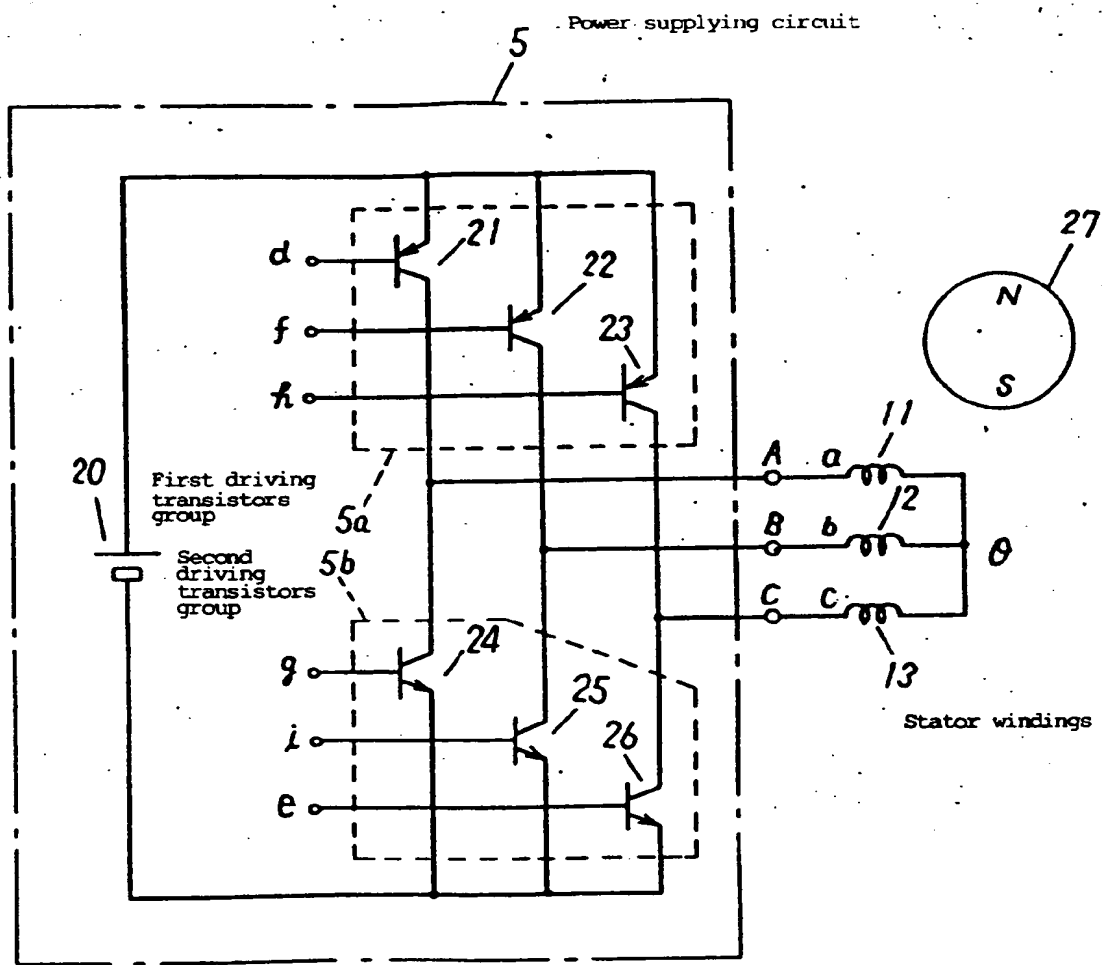 Power supplying circuit
5
d
21
f
22
h
23
27
N
S
20
First driving
transistors
group
5a
A
a
11
B
b
12
C
c
13
O
Second
driving
transistors
group
5b
g
24
i
25
e
26
Stator windings